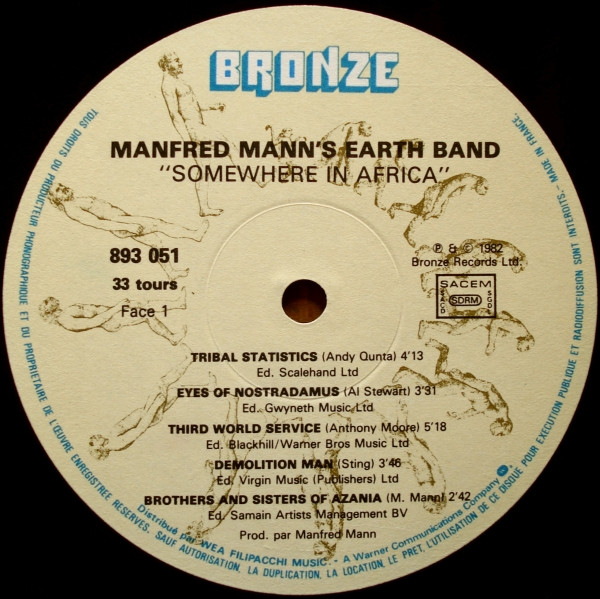 BRONZE
MANFRED MANN'S EARTH BAND
"SOMEWHERE IN AFRICA"
893 051
33 tours
Face 1
℗ & © 1982
Bronze Records Ltd.
SACEM
SACD
SDRM
SGDL
TRIBAL STATISTICS (Andy Qunta) 4'13
Ed. Scalehand Ltd
EYES OF NOSTRADAMUS (Al Stewart) 3'31
Ed. Gwyneth Music Ltd
THIRD WORLD SERVICE (Anthony Moore) 5'18
Ed. Blackhill/Warner Bros Music Ltd
DEMOLITION MAN (Sting) 3'46
Ed. Virgin Music (Publishers) Ltd
BROTHERS AND SISTERS OF AZANIA (M. Mann) 2'42
Ed. Samain Artists Management BV
Prod. par Manfred Mann
Distribué par WEA FILIPACCHI MUSIC. - A Warner Communications Company
TOUS DROITS DU PRODUCTEUR PHONOGRAPHIQUE ET DU PROPRIETAIRE DE L'ŒUVRE ENREGISTREE RESERVES, SAUF AUTORISATION, LA DUPLICATION, LA LOCATION, LE PRET, L'UTILISATION DE CE DISQUE POUR EXECUTION PUBLIQUE ET RADIODIFFUSION SONT INTERDITS.- MADE IN FRANCE.